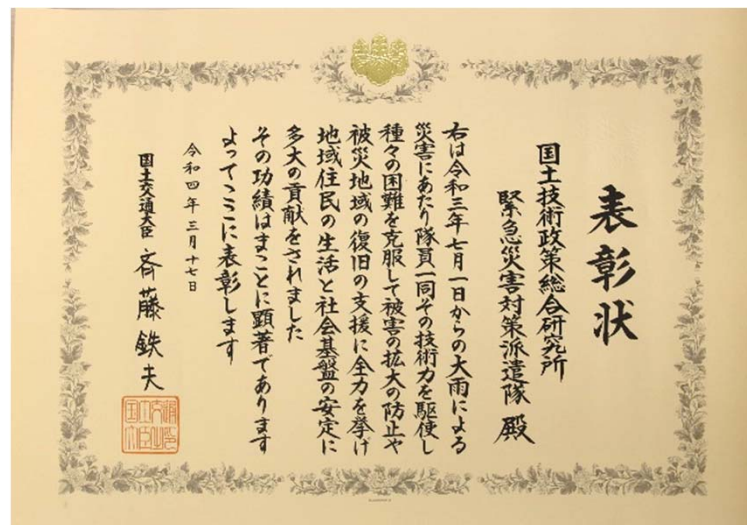 表彰状
国土技術政策総合研究所
緊急災害対策派遣隊 殿
右は令和三年七月一日からの大雨による
災害にあたり隊員一同その技術力を駆使し
種々の困難を克服して被害の拡大の防止や
被災地域の復旧の支援に全力を挙げ
地域住民の生活と社会基盤の安定に
多大の貢献をされました
その功績はまことに顕著であります
よってここに表彰します
令和四年三月十七日
国土交通大臣 斉藤鉄夫